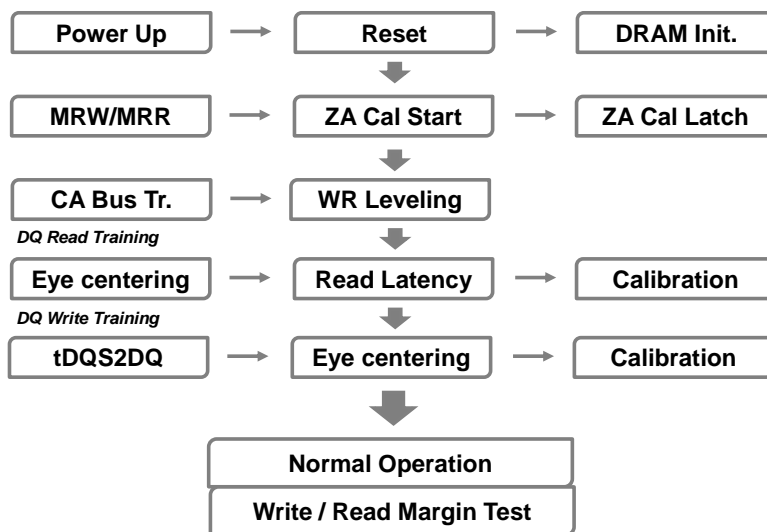 Power Up
Reset
DRAM Init.
MRW/MRR
ZA Cal Start
ZA Cal Latch
CA Bus Tr.
WR Leveling
DQ Read Training
Eye centering
Read Latency
Calibration
DQ Write Training
tDQS2DQ
Eye centering
Calibration
Normal Operation
Write / Read Margin Test